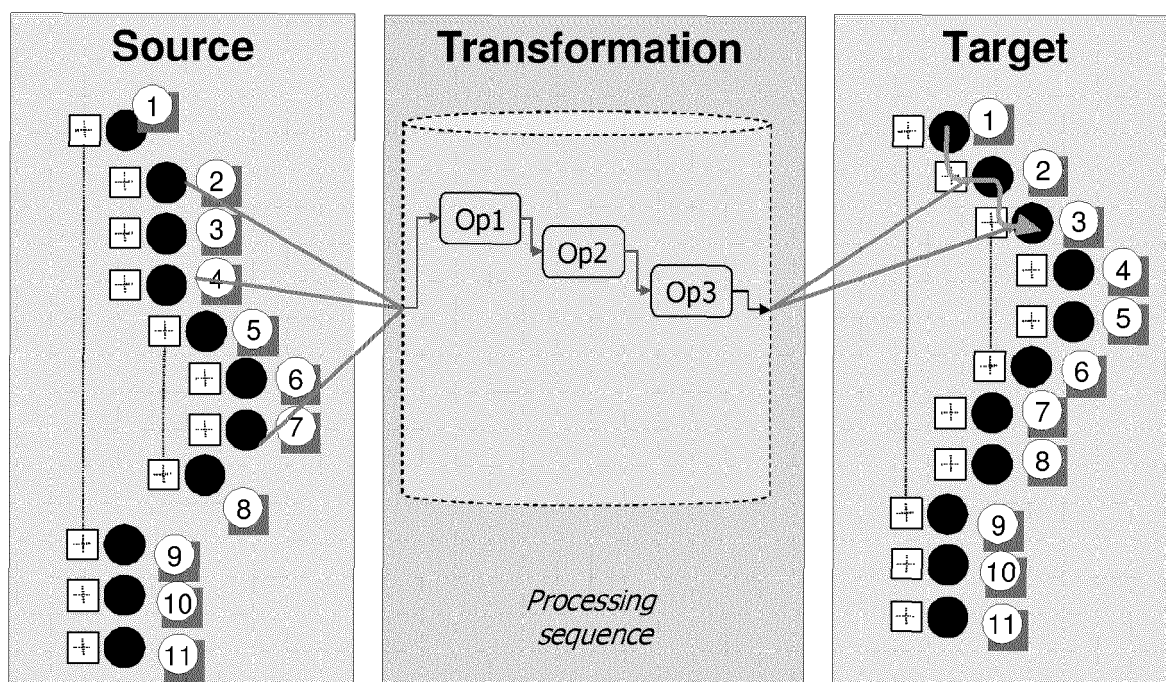 Source
1
2
3
4
5
6
7
8
9
10
11
Transformation
Op1
Op2
Op3
Processing
sequence
Target
1
2
3
4
5
6
7
8
9
10
11